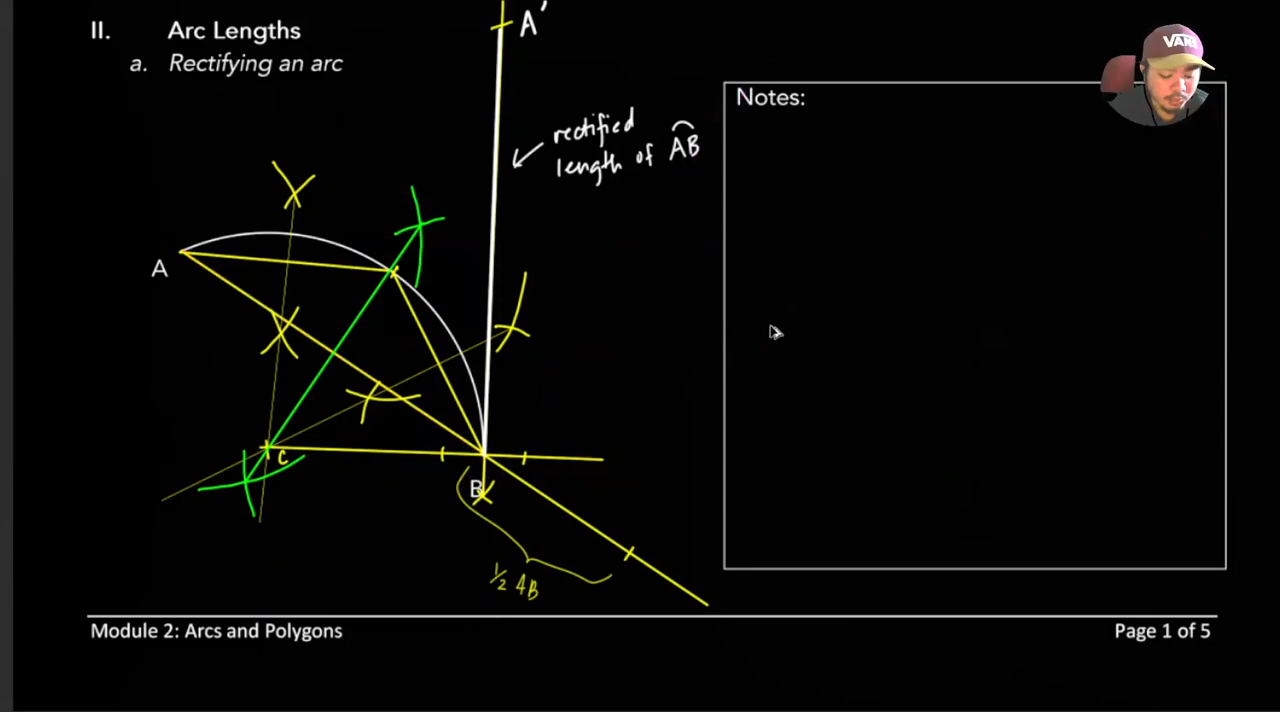 II. Arc Lengths
a. Rectifying an arc
A'
rectified
length of AB
Notes:
VANS
A
C
B
½ AB
Module 2: Arcs and Polygons
Page 1 of 5